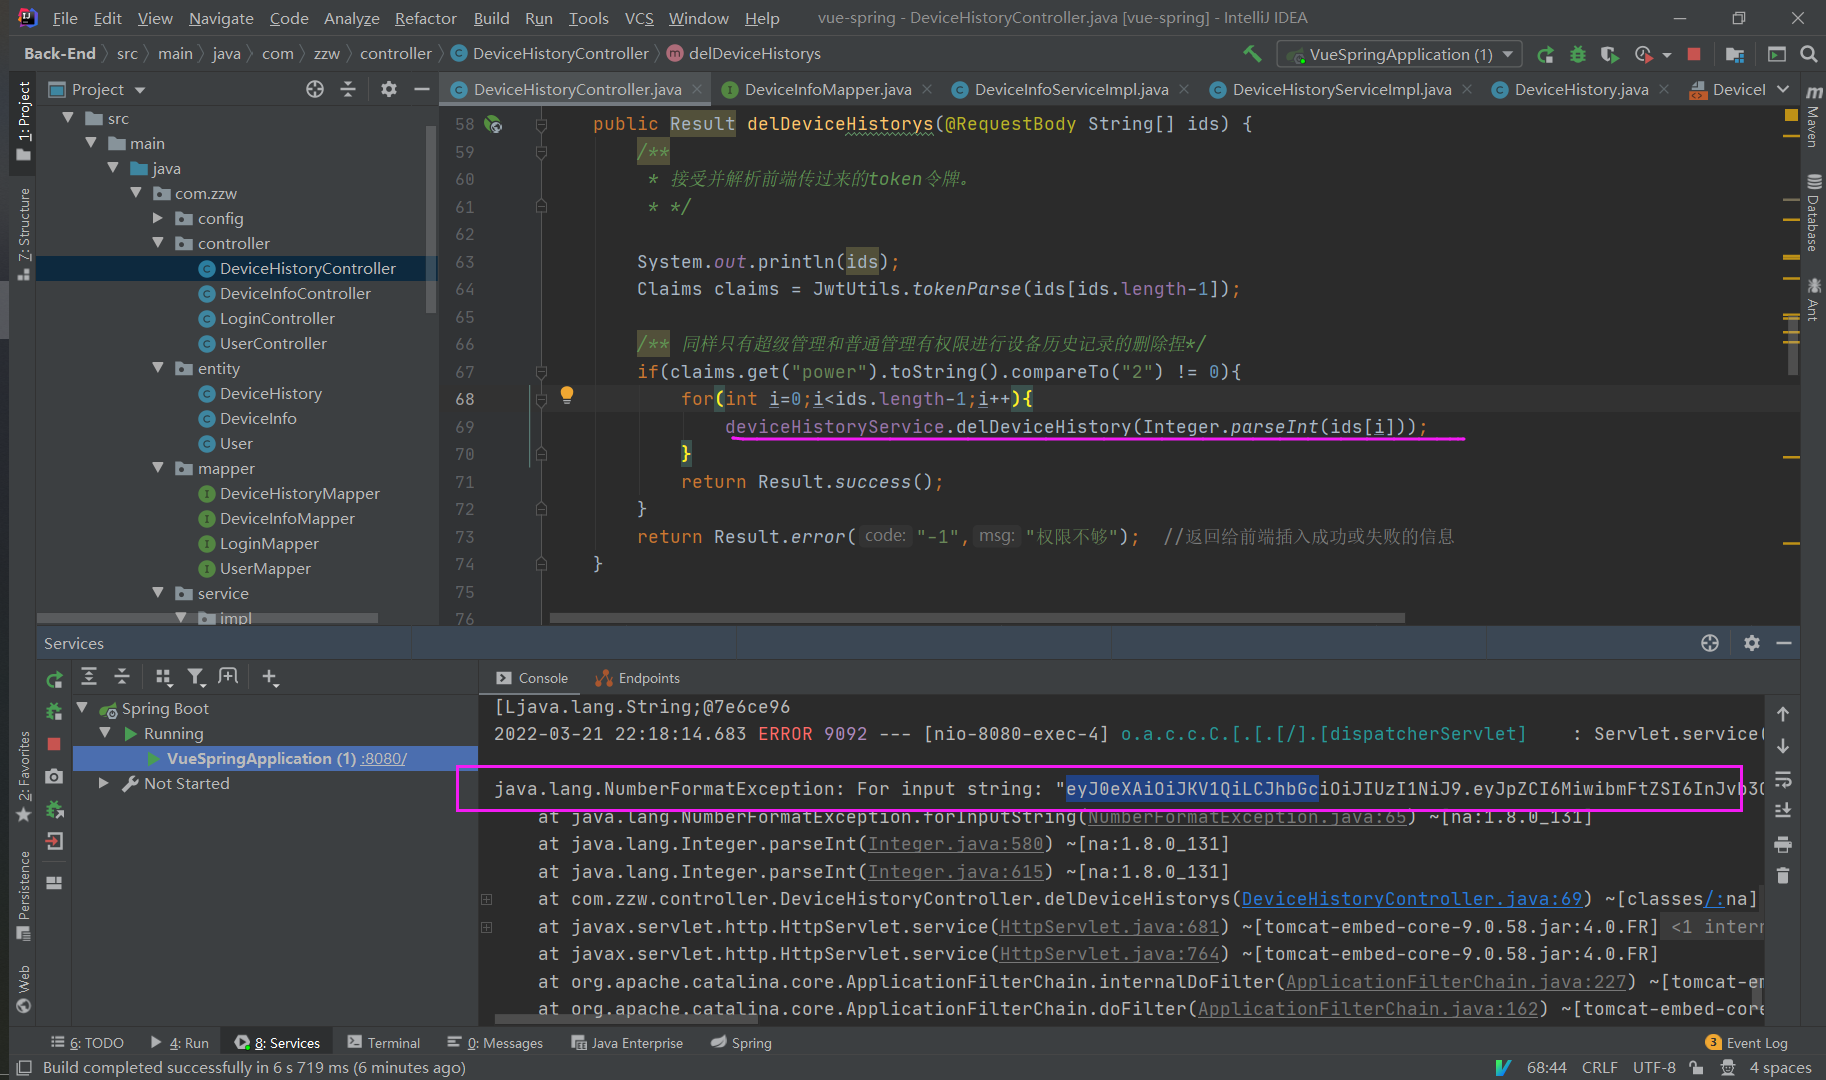 File Edit View Navigate Code Analyze Refactor Build Run Tools VCS Window Help vue-spring - DeviceHistoryController.java [vue-spring] - IntelliJ IDEA
Back-End src main java com zzw controller DeviceHistoryController delDeviceHistorys VueSpringApplication (1)
Project
DeviceHistoryController.java DeviceInfoMapper.java DeviceInfoServiceImpl.java DeviceHistoryServiceImpl.java DeviceHistory.java DeviceI
src
main
java
com.zzw
config
controller
DeviceHistoryController
DeviceInfoController
LoginController
UserController
entity
DeviceHistory
DeviceInfo
User
mapper
DeviceHistoryMapper
DeviceInfoMapper
LoginMapper
UserMapper
service
impl
1: Project
7: Structure
2: Favorites
Persistence
Web
Maven
Database
Ant
58 public Result delDeviceHistorys(@RequestBody String[] ids) {
59 /**
60 * 接受并解析前端传过来的token令牌。
61 * */
62
63 System.out.println(ids);
64 Claims claims = JwtUtils.tokenParse(ids[ids.length-1]);
65
66 /** 同样只有超级管理和普通管理有权限进行设备历史记录的删除捏*/
67 if(claims.get("power").toString().compareTo("2") != 0){
68 for(int i=0;i<ids.length-1;i++){
69 deviceHistoryService.delDeviceHistory(Integer.parseInt(ids[i]));
70 }
71 return Result.success();
72 }
73 return Result.error( code: "-1", msg: "权限不够"); //返回给前端插入成功或失败的信息
74 }
75
76
Services
Spring Boot
Running
VueSpringApplication (1) :8080/
Not Started
Console Endpoints
[Ljava.lang.String;@7e6ce96
2022-03-21 22:18:14.683 ERROR 9092 --- [nio-8080-exec-4] o.a.c.c.C.[.[.[/].[dispatcherServlet] : Servlet.service(
java.lang.NumberFormatException: For input string: "eyJ0eXAiOiJKV1QiLCJhbGciOiJIUzI1NiJ9.eyJpZCI6MiwibmFtZSI6InJvb3Q
at java.lang.NumberFormatException.forInputString(NumberFormatException.java:65) ~[na:1.8.0_131]
at java.lang.Integer.parseInt(Integer.java:580) ~[na:1.8.0_131]
at java.lang.Integer.parseInt(Integer.java:615) ~[na:1.8.0_131]
at com.zzw.controller.DeviceHistoryController.delDeviceHistorys(DeviceHistoryController.java:69) ~[classes/:na]
at javax.servlet.http.HttpServlet.service(HttpServlet.java:681) ~[tomcat-embed-core-9.0.58.jar:4.0.FR] <1 intern
at javax.servlet.http.HttpServlet.service(HttpServlet.java:764) ~[tomcat-embed-core-9.0.58.jar:4.0.FR]
at org.apache.catalina.core.ApplicationFilterChain.internalDoFilter(ApplicationFilterChain.java:227) ~[tomcat-em
at org.apache.catalina.core.ApplicationFilterChain.doFilter(ApplicationFilterChain.java:162) ~[tomcat-embed-core
6: TODO 4: Run 8: Services Terminal 0: Messages Java Enterprise Spring 3 Event Log
Build completed successfully in 6 s 719 ms (6 minutes ago) 68:44 CRLF UTF-8 4 spaces